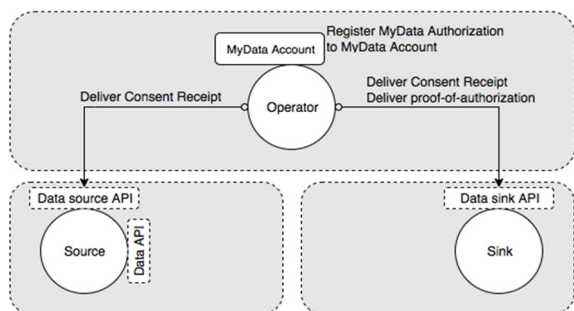 Register MyData Authorization
to MyData Account
MyData Account
Deliver Consent Receipt
Operator
Deliver Consent Receipt
Deliver proof-of-authorization
Data source API
Source
Data API
Data sink API
Sink